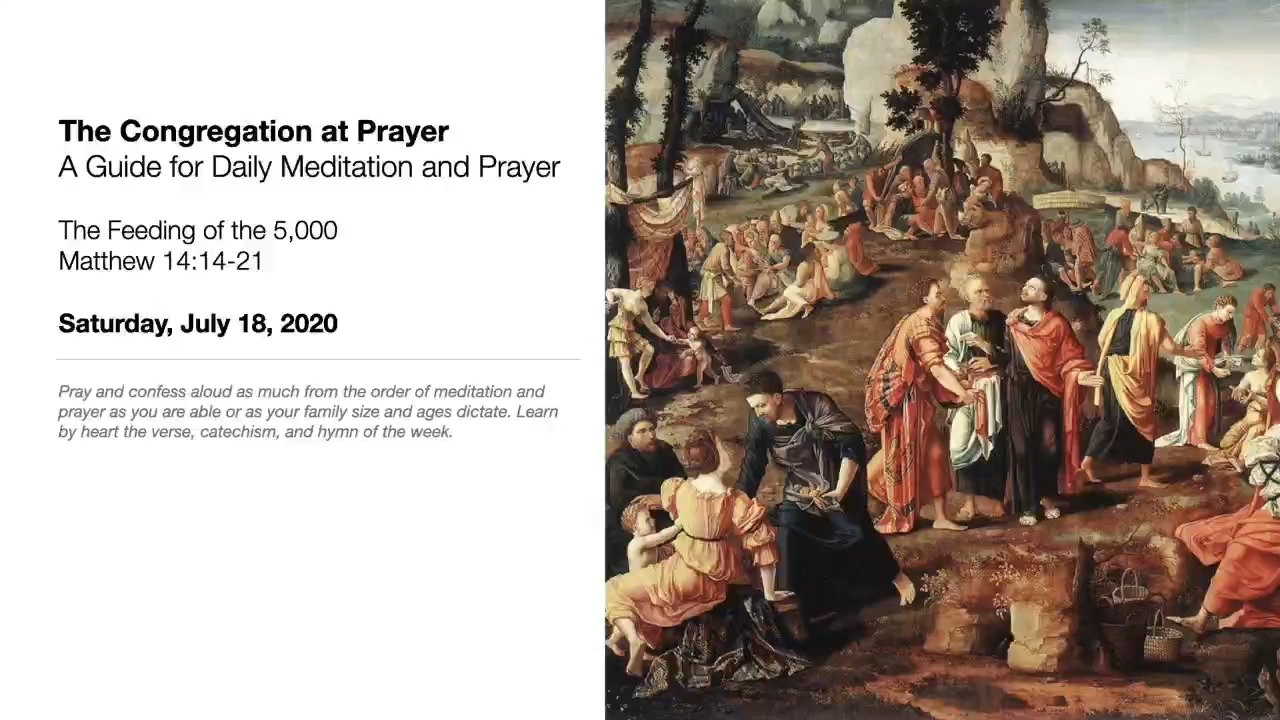 The Congregation at Prayer
A Guide for Daily Meditation and Prayer
The Feeding of the 5,000
Matthew 14:14-21
Saturday, July 18, 2020
Pray and confess aloud as much from the order of meditation and
prayer as you are able or as your family size and ages dictate. Learn
by heart the verse, catechism, and hymn of the week.